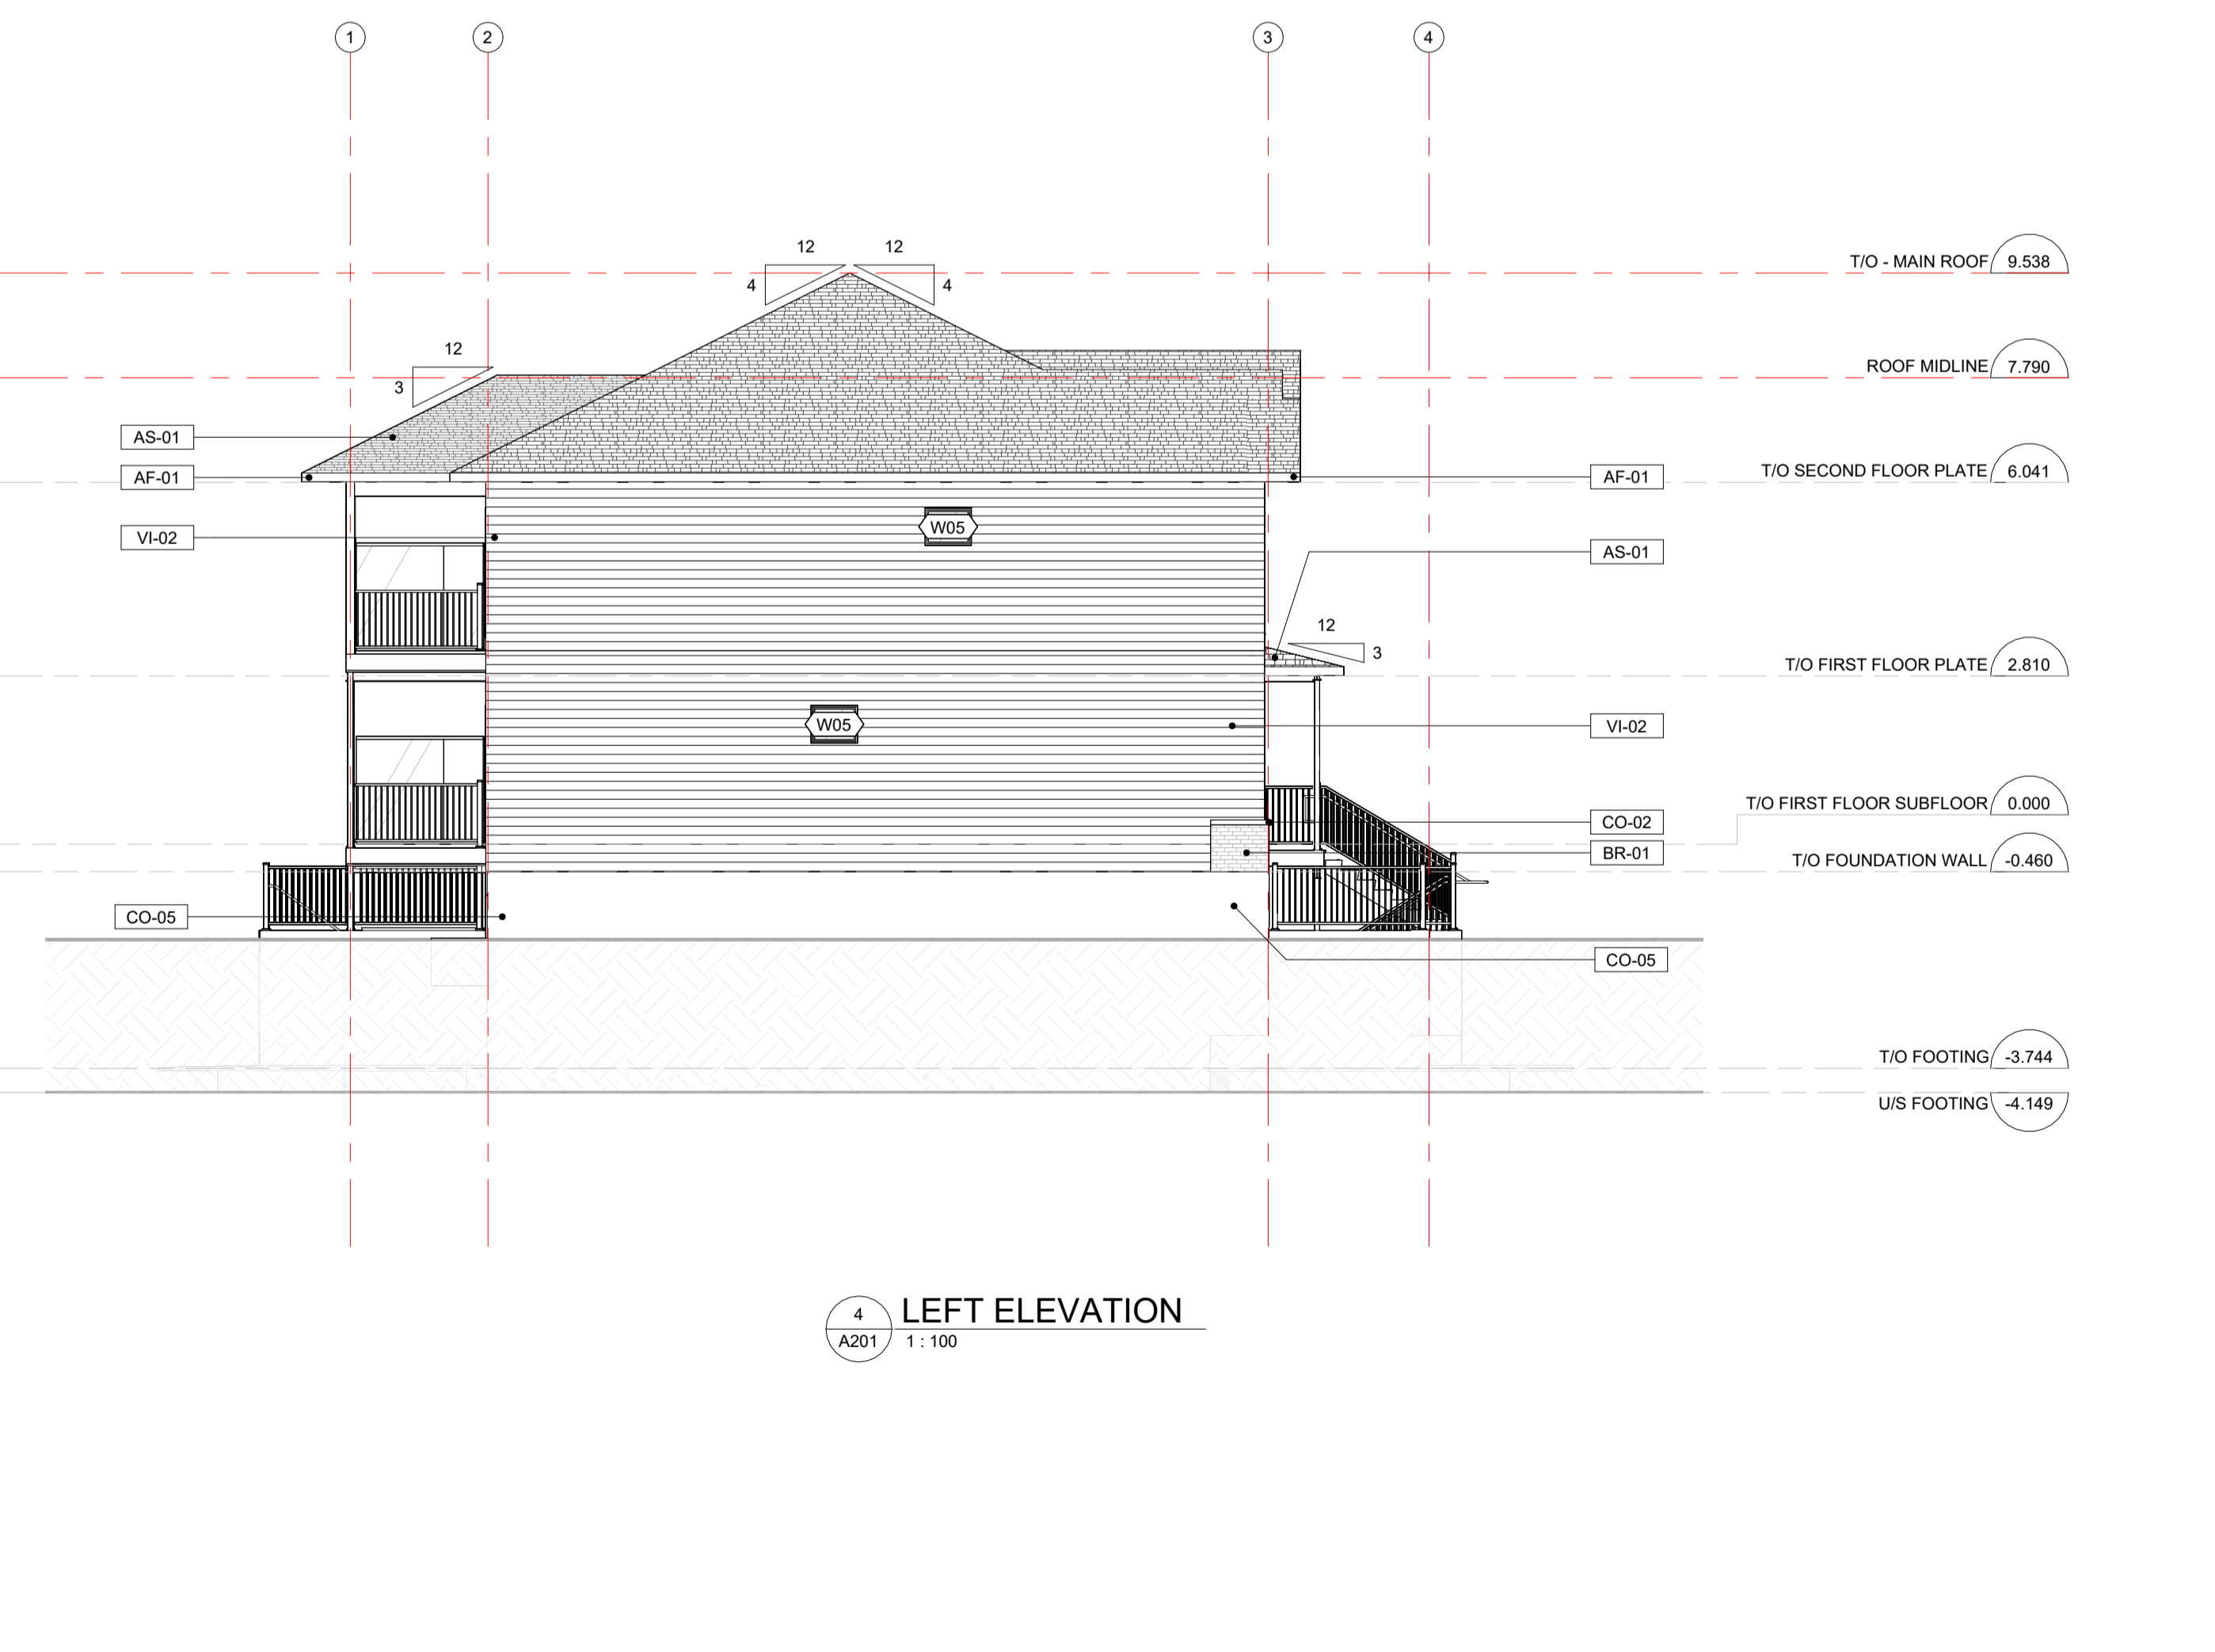 1
2
3
4
12
12
4
4
T/O - MAIN ROOF 9.538
12
3
ROOF MIDLINE 7.790
AS-01
AF-01
AF-01
T/O SECOND FLOOR PLATE 6.041
VI-02
W05
AS-01
12
3
T/O FIRST FLOOR PLATE 2.810
W05
VI-02
T/O FIRST FLOOR SUBFLOOR 0.000
CO-02
BR-01
T/O FOUNDATION WALL -0.460
CO-05
CO-05
T/O FOOTING -3.744
U/S FOOTING -4.149
4
LEFT ELEVATION
A201
1 : 100